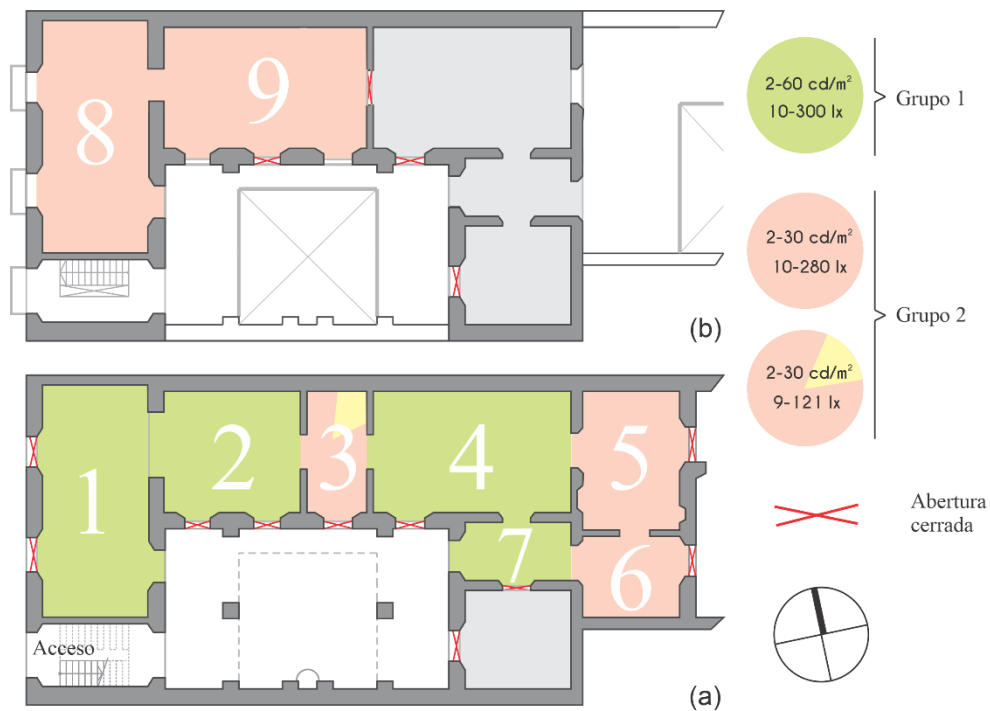 8
9
(b)
2-60 cd/m²
10-300 lx
Grupo 1
2-30 cd/m²
10-280 lx
2-30 cd/m²
9-121 lx
Grupo 2
1
2
3
4
5
6
7
Acceso
(a)
Abertura
cerrada